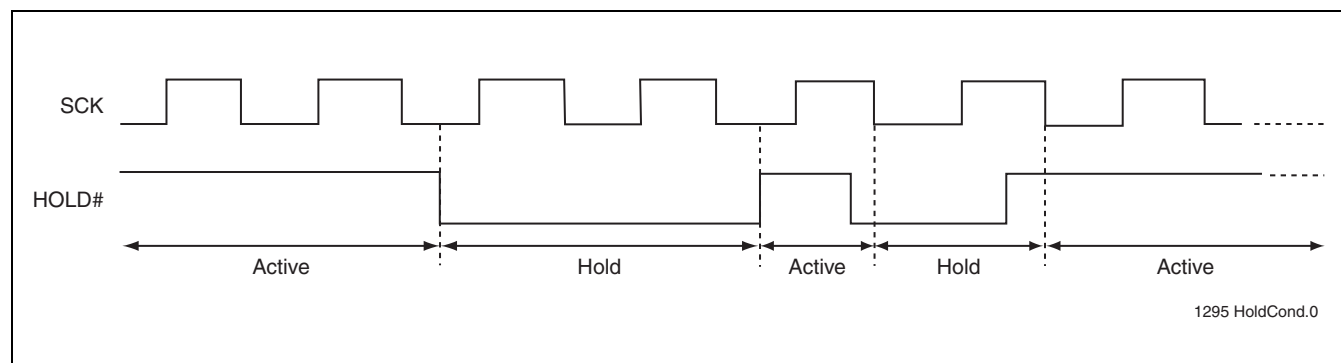 SCK
HOLD#
Active
Hold
Active
Hold
Active
1295 HoldCond.0